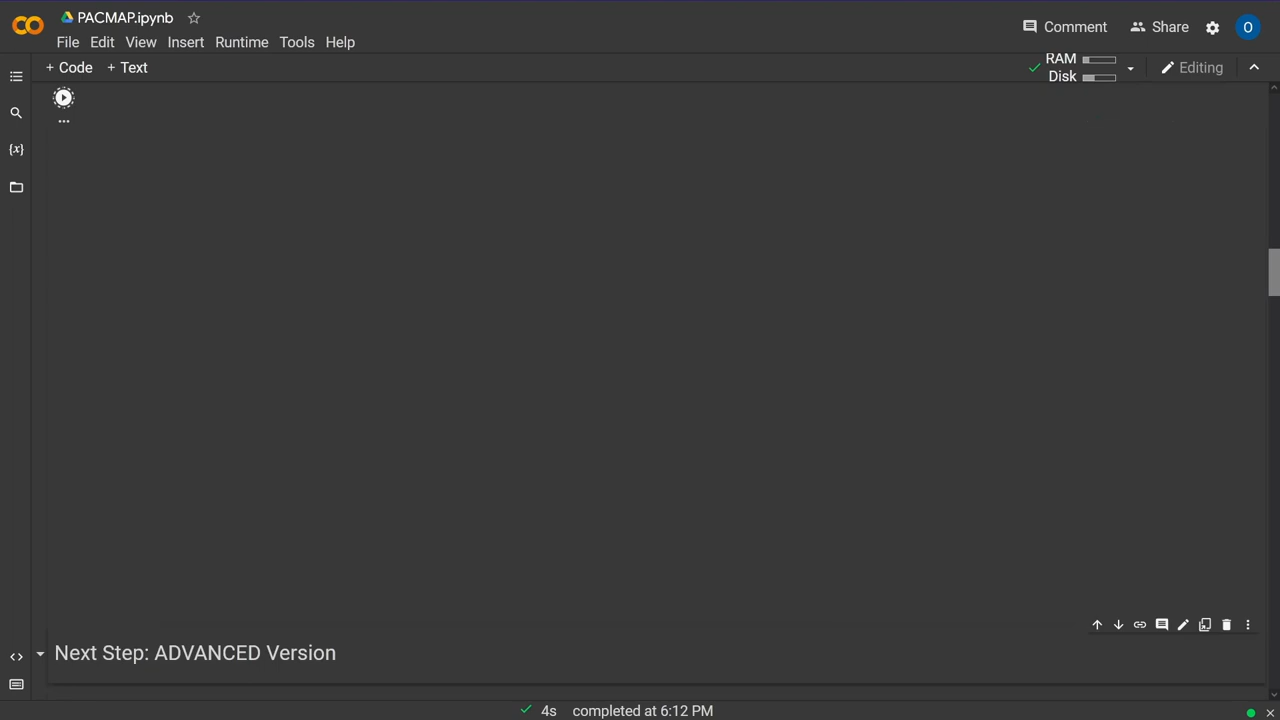 PACMAP.ipynb
File Edit View Insert Runtime Tools Help
Comment
Share
O
+ Code + Text
RAM
Disk
Editing
{x}
...
Next Step: ADVANCED Version
4s completed at 6:12 PM